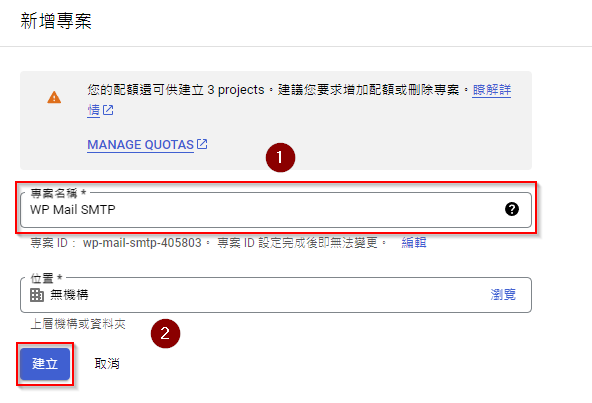 新增專案
您的配額還可供建立 3 projects。建議您要求增加配額或刪除專案。瞭解詳
情
MANAGE QUOTAS
1
專案名稱 *
WP Mail SMTP
?
專案 ID： wp-mail-smtp-405803。 專案 ID 設定完成後即無法變更。 編輯
位置 *
無機構 瀏覽
上層機構或資料夾
2
建立 取消